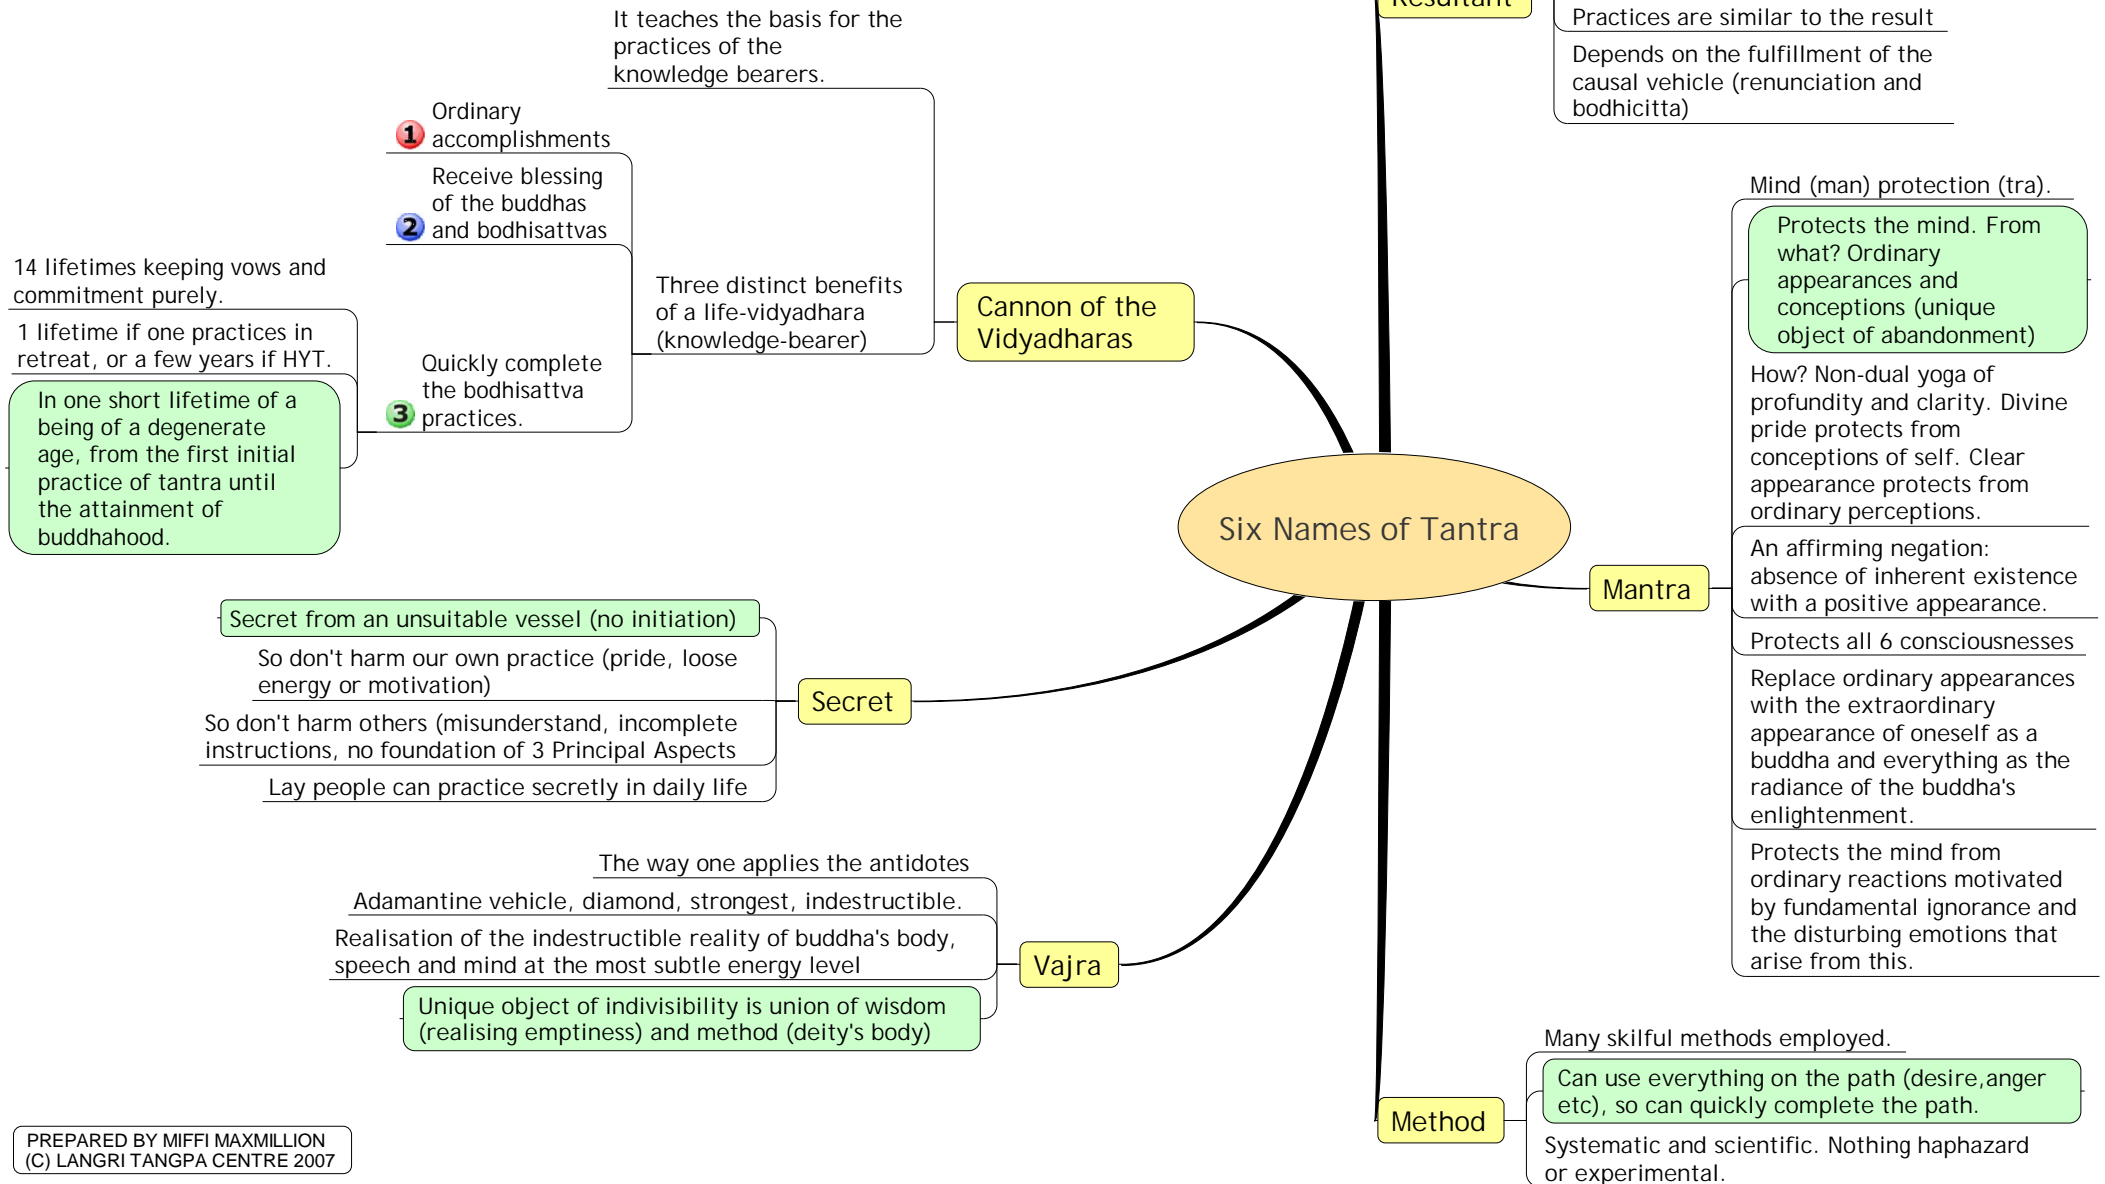 Six Names of Tantra
Resultant
Practices are similar to the result
Depends on the fulfillment of the
causal vehicle (renunciation and
bodhicitta)
Mantra
Mind (man) protection (tra).
Protects the mind. From
what? Ordinary
appearances and
conceptions (unique
object of abandonment)
How? Non-dual yoga of
profundity and clarity. Divine
pride protects from
conceptions of self. Clear
appearance protects from
ordinary perceptions.
An affirming negation:
absence of inherent existence
with a positive appearance.
Protects all 6 consciousnesses
Replace ordinary appearances
with the extraordinary
appearance of oneself as a
buddha and everything as the
radiance of the buddha's
enlightenment.
Protects the mind from
ordinary reactions motivated
by fundamental ignorance and
the disturbing emotions that
arise from this.
Method
Many skilful methods employed.
Can use everything on the path (desire,anger
etc), so can quickly complete the path.
Systematic and scientific. Nothing haphazard
or experimental.
Vajra
The way one applies the antidotes
Adamantine vehicle, diamond, strongest, indestructible.
Realisation of the indestructible reality of buddha's body,
speech and mind at the most subtle energy level
Unique object of indivisibility is union of wisdom
(realising emptiness) and method (deity's body)
Secret
Secret from an unsuitable vessel (no initiation)
So don't harm our own practice (pride, loose
energy or motivation)
So don't harm others (misunderstand, incomplete
instructions, no foundation of 3 Principal Aspects
Lay people can practice secretly in daily life
Cannon of the
Vidyadharas
It teaches the basis for the
practices of the
knowledge bearers.
Three distinct benefits
of a life-vidyadhara
(knowledge-bearer)
1 Ordinary
accomplishments
2 Receive blessing
of the buddhas
and bodhisattvas
3 Quickly complete
the bodhisattva
practices.
14 lifetimes keeping vows and
commitment purely.
1 lifetime if one practices in
retreat, or a few years if HYT.
In one short lifetime of a
being of a degenerate
age, from the first initial
practice of tantra until
the attainment of
buddhahood.
PREPARED BY MIFFI MAXMILLION
(C) LANGRI TANGPA CENTRE 2007